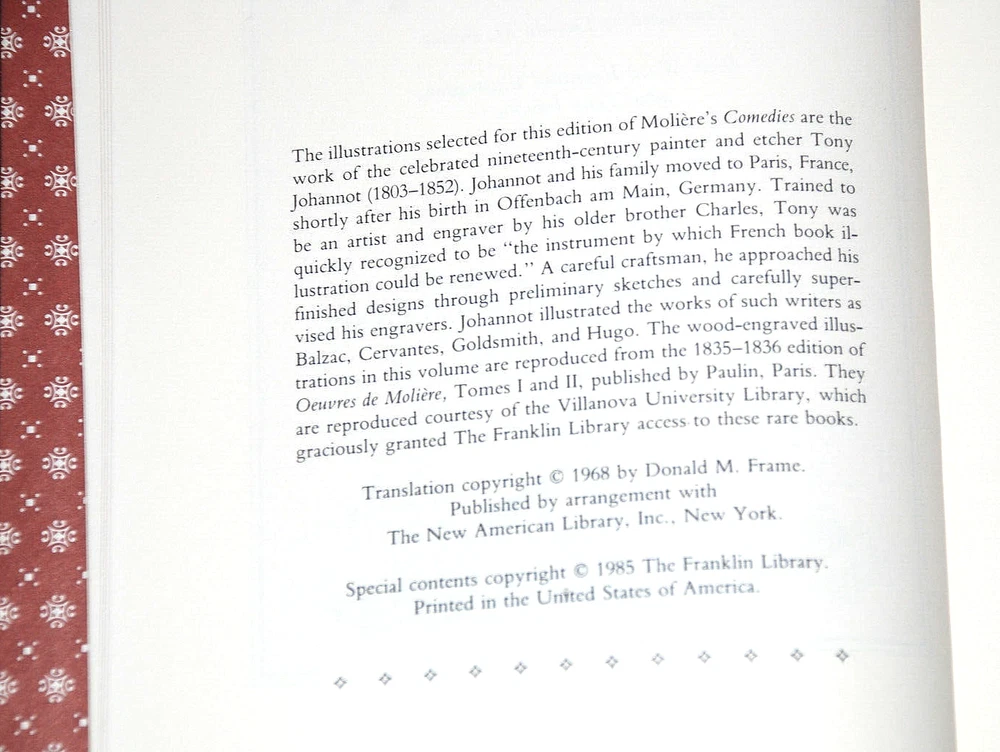 The illustrations selected for this edition of Molière's Comedies are the
work of the celebrated nineteenth-century painter and etcher Tony
Johannot (1803–1852). Johannot and his family moved to Paris, France,
shortly after his birth in Offenbach am Main, Germany. Trained to
be an artist and engraver by his older brother Charles, Tony was
quickly recognized to be "the instrument by which French book il-
lustration could be renewed." A careful craftsman, he approached his
finished designs through preliminary sketches and carefully super-
vised his engravers. Johannot illustrated the works of such writers as
Balzac, Cervantes, Goldsmith, and Hugo. The wood-engraved illus-
trations in this volume are reproduced from the 1835–1836 edition of
Oeuvres de Molière, Tomes I and II, published by Paulin, Paris. They
are reproduced courtesy of the Villanova University Library, which
graciously granted The Franklin Library access to these rare books.
Translation copyright © 1968 by Donald M. Frame.
Published by arrangement with
The New American Library, Inc., New York.
Special contents copyright © 1985 The Franklin Library.
Printed in the United States of America.